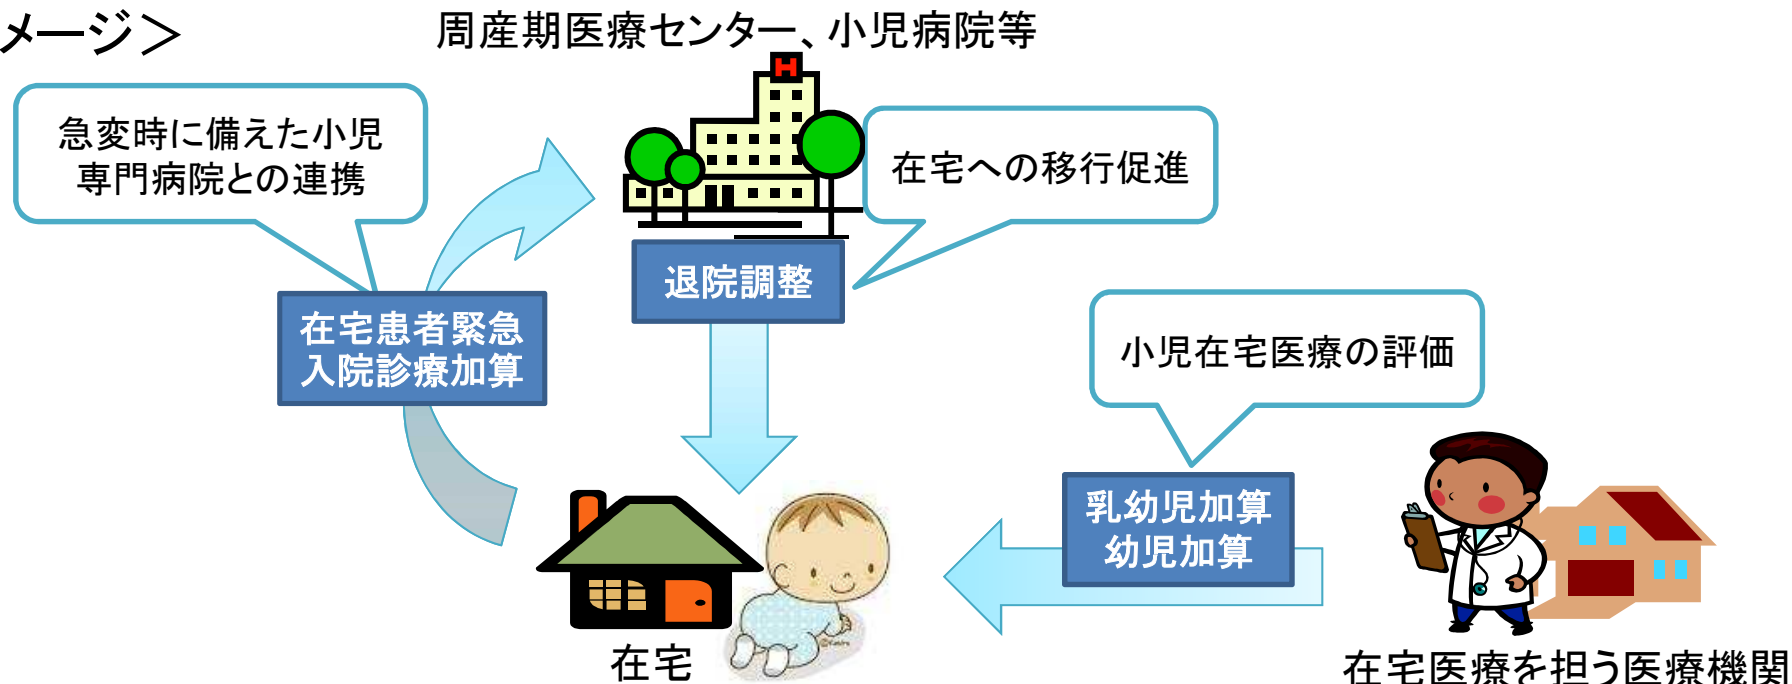 メージ＞
周産期医療センター、小児病院等
H
急変時に備えた小児
専門病院との連携
在宅への移行促進
退院調整
在宅患者緊急
入院診療加算
小児在宅医療の評価
乳幼児加算
幼児加算
在宅
在宅医療を担う医療機関